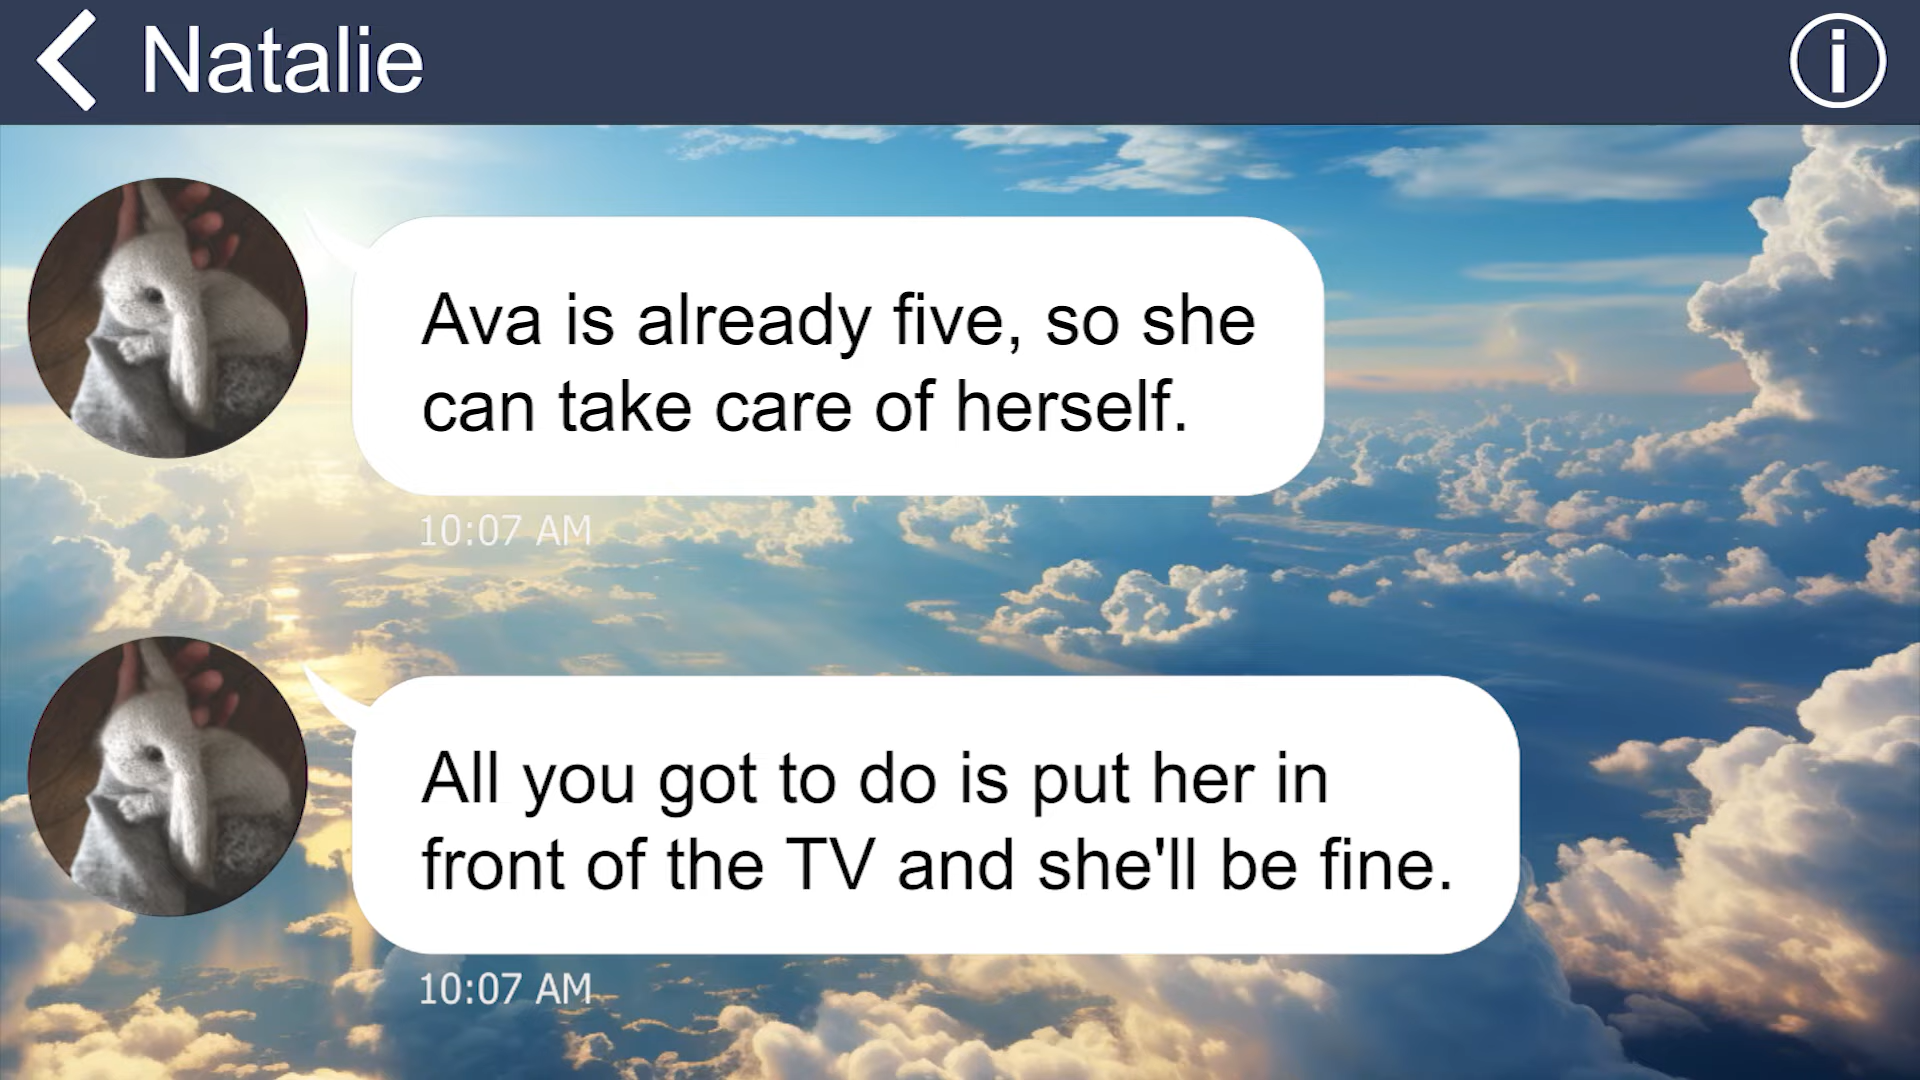 Natalie
Ava is already five, so she
can take care of herself.
10:07 AM
All you got to do is put her in
front of the TV and she'll be fine.
10:07 AM